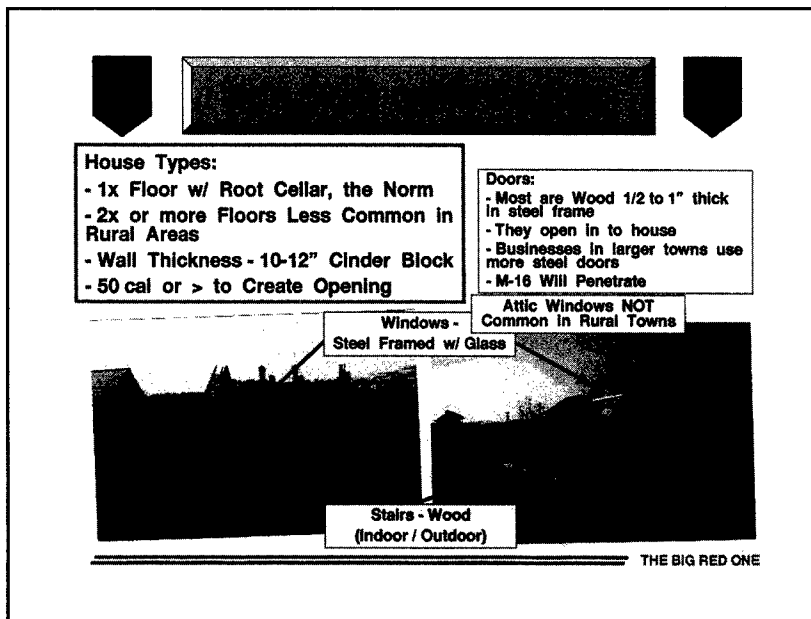 House Types:
- 1x Floor w/ Root Cellar, the Norm
- 2x or more Floors Less Common in
Rural Areas
- Wall Thickness - 10-12” Cinder Block
- 50 cal or > to Create Opening
Doors:
- Most are Wood 1/2 to 1” thick
in steel frame
- They open in to house
- Businesses in larger towns use
more steel doors
- M-16 Will Penetrate
Attic Windows NOT
Common in Rural Towns
Windows -
Steel Framed w/ Glass
Stairs - Wood
(Indoor / Outdoor)
THE BIG RED ONE